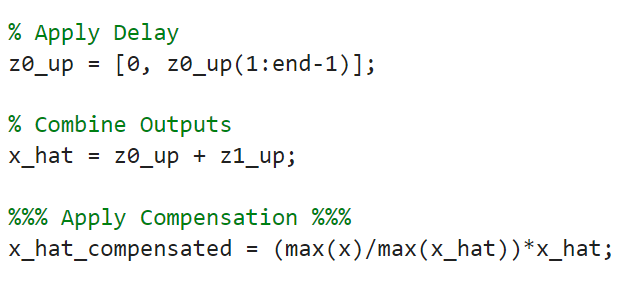 % Apply Delay
z0_up = [0, z0_up(1:end-1)];
% Combine Outputs
x_hat = z0_up + z1_up;
%%% Apply Compensation %%%
x_hat_compensated = (max(x)/max(x_hat))*x_hat;